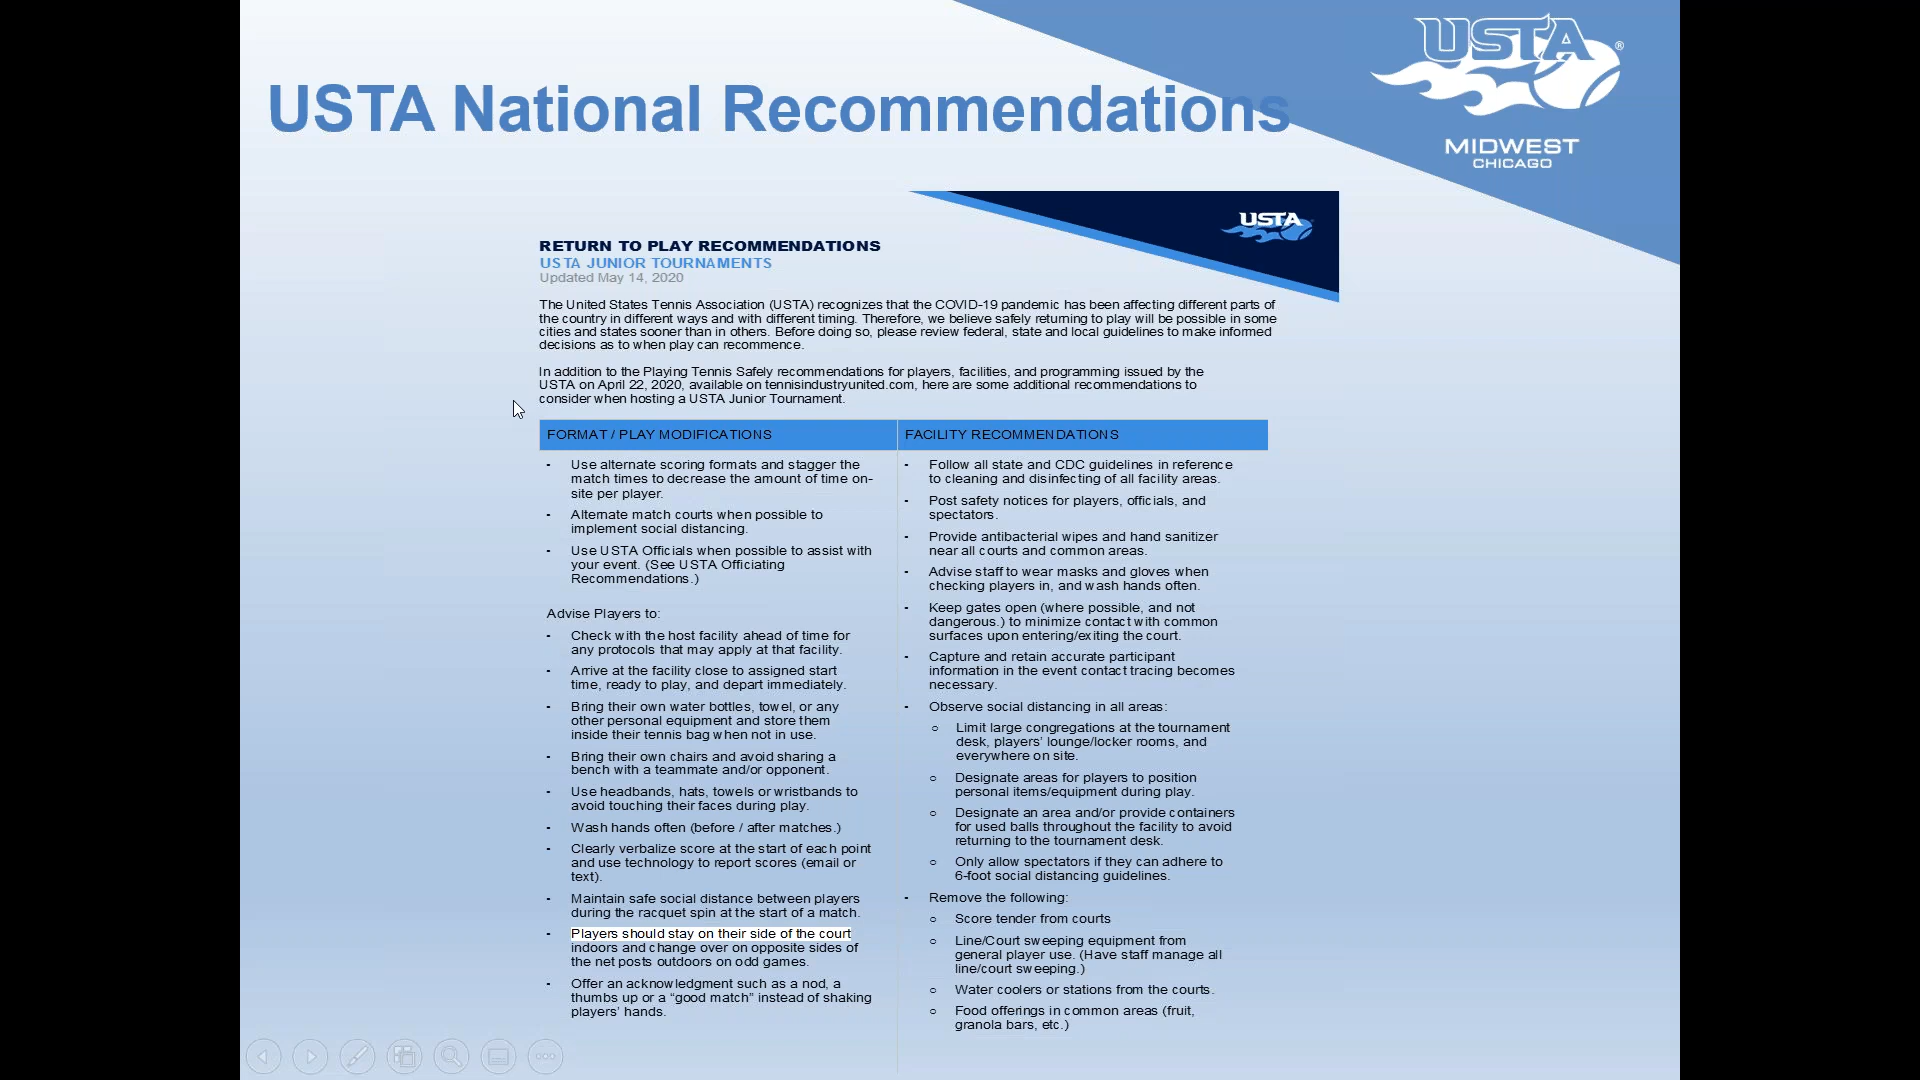 USTA
®
MIDWEST
CHICAGO
USTA National Recommendations
USTA
RETURN TO PLAY RECOMMENDATIONS
USTA JUNIOR TOURNAMENTS
Updated May 14, 2020
The United States Tennis Association (USTA) recognizes that the COVID-19 pandemic has been affecting different parts of
the country in different ways and with different timing. Therefore, we believe safely returning to play will be possible in some
cities and states sooner than in others. Before doing so, please review federal, state and local guidelines to make informed
decisions as to when play can recommence.
In addition to the Playing Tennis Safely recommendations for players, facilities, and programming issued by the
USTA on April 22, 2020, available on tennisindustryunited.com, here are some additional recommendations to
consider when hosting a USTA Junior Tournament.
FORMAT / PLAY MODIFICATIONS
- Use alternate scoring formats and stagger the
match times to decrease the amount of time on-
site per player.
- Alternate match courts when possible to
implement social distancing.
- Use USTA Officials when possible to assist with
your event. (See USTA Officiating
Recommendations.)
Advise Players to:
- Check with the host facility ahead of time for
any protocols that may apply at that facility.
- Arrive at the facility close to assigned start
time, ready to play, and depart immediately.
- Bring their own water bottles, towel, or any
other personal equipment and store them
inside their tennis bag when not in use.
- Bring their own chairs and avoid sharing a
bench with a teammate and/or opponent.
- Use headbands, hats, towels or wristbands to
avoid touching their faces during play.
- Wash hands often (before / after matches.)
- Clearly verbalize score at the start of each point
and use technology to report scores (email or
text).
- Maintain safe social distance between players
during the racquet spin at the start of a match.
- Players should stay on their side of the court
indoors and change over on opposite sides of
the net posts outdoors on odd games.
- Offer an acknowledgment such as a nod, a
thumbs up or a “good match” instead of shaking
players’ hands.
FACILITY RECOMMENDATIONS
- Follow all state and CDC guidelines in reference
to cleaning and disinfecting of all facility areas.
- Post safety notices for players, officials, and
spectators.
- Provide antibacterial wipes and hand sanitizer
near all courts and common areas.
- Advise staff to wear masks and gloves when
checking players in, and wash hands often.
- Keep gates open (where possible, and not
dangerous.) to minimize contact with common
surfaces upon entering/exiting the court.
- Capture and retain accurate participant
information in the event contact tracing becomes
necessary.
- Observe social distancing in all areas:
○ Limit large congregations at the tournament
desk, players’ lounge/locker rooms, and
everywhere on site.
○ Designate areas for players to position
personal items/equipment during play.
○ Designate an area and/or provide containers
for used balls throughout the facility to avoid
returning to the tournament desk.
○ Only allow spectators if they can adhere to
6-foot social distancing guidelines.
- Remove the following:
○ Score tender from courts
○ Line/Court sweeping equipment from
general player use. (Have staff manage all
line/court sweeping.)
○ Water coolers or stations from the courts.
○ Food offerings in common areas (fruit,
granola bars, etc.)